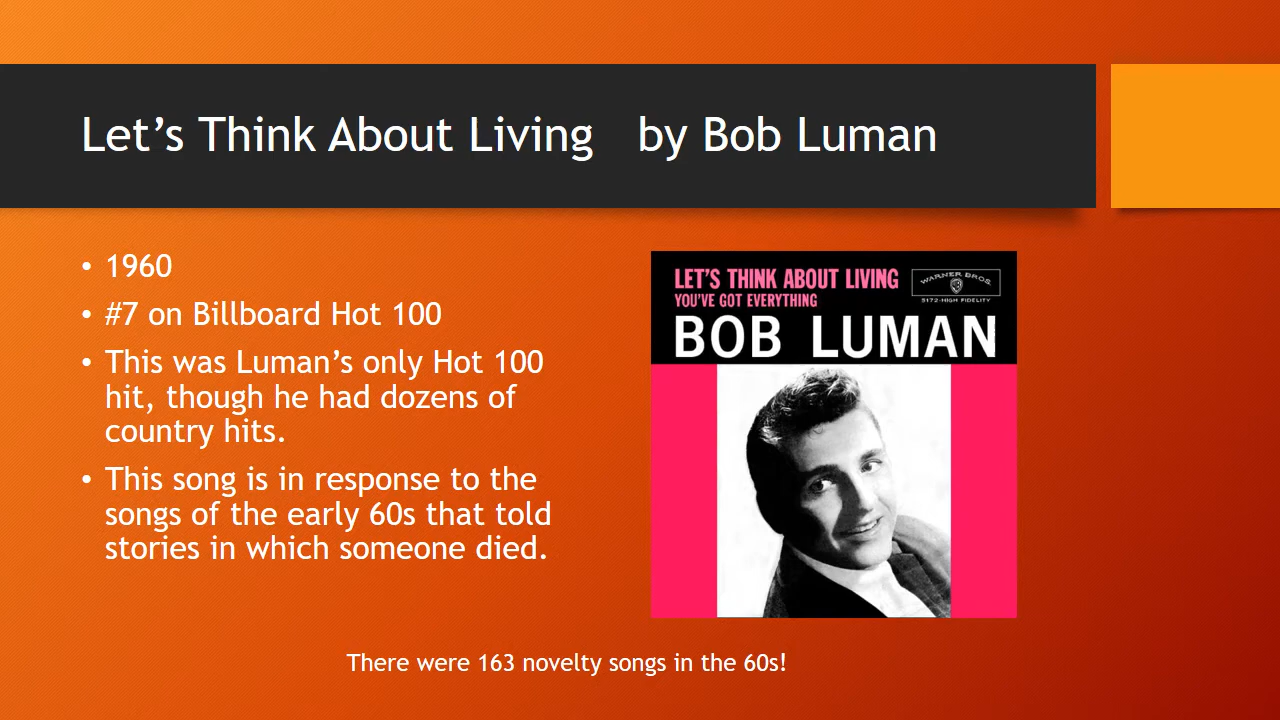 Let’s Think About Living   by Bob Luman
• 1960
• #7 on Billboard Hot 100
• This was Luman’s only Hot 100
hit, though he had dozens of
country hits.
• This song is in response to the
songs of the early 60s that told
stories in which someone died.
LET'S THINK ABOUT LIVING
YOU'VE GOT EVERYTHING
BOB LUMAN
WARNER BROS.
WB
5172-HIGH FIDELITY
There were 163 novelty songs in the 60s!